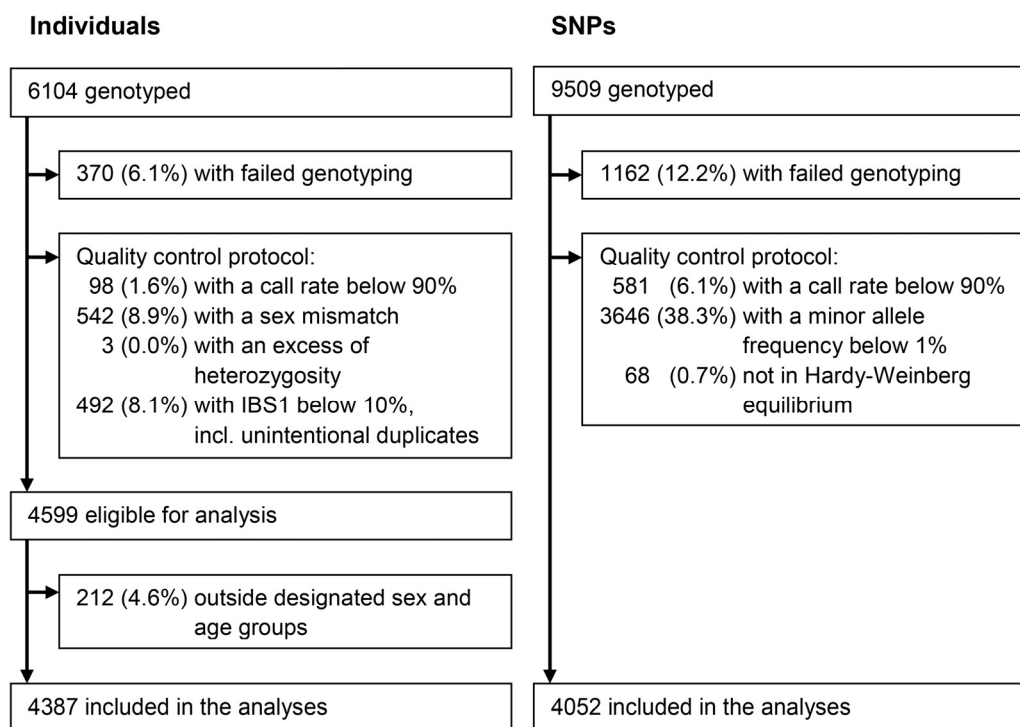 Individuals
6104 genotyped
370 (6.1%) with failed genotyping
Quality control protocol:
98 (1.6%) with a call rate below 90%
542 (8.9%) with a sex mismatch
3 (0.0%) with an excess of
heterozygosity
492 (8.1%) with IBS1 below 10%,
incl. unintentional duplicates
4599 eligible for analysis
212 (4.6%) outside designated sex and
age groups
4387 included in the analyses
SNPs
9509 genotyped
1162 (12.2%) with failed genotyping
Quality control protocol:
581 (6.1%) with a call rate below 90%
3646 (38.3%) with a minor allele
frequency below 1%
68 (0.7%) not in Hardy-Weinberg
equilibrium
4052 included in the analyses